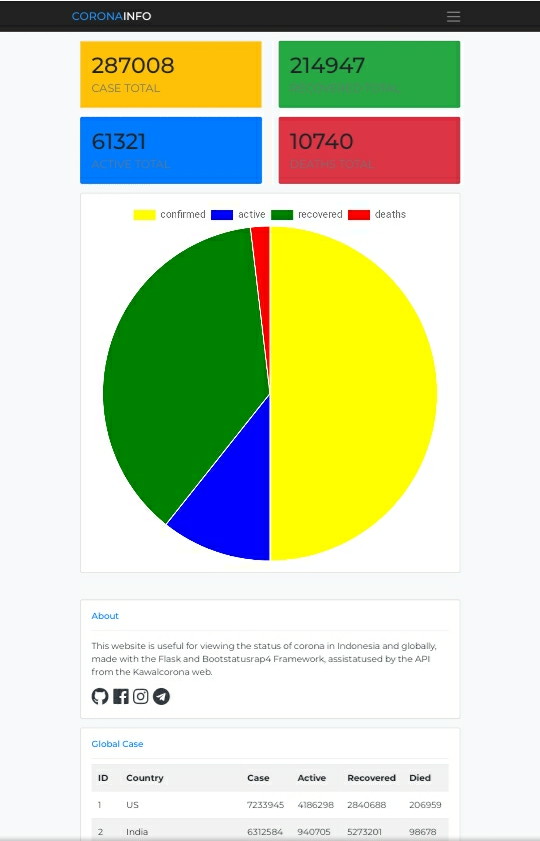 CORONAINFO
287008
CASE TOTAL
214947
RECOVERED TOTAL
61321
ACTIVE TOTAL
10740
DEATHS TOTAL
confirmed active recovered deaths
About
This website is useful for viewing the status of corona in Indonesia and globally,
made with the Flask and Bootstatusrap4 Framework, assistatused by the API
from the Kawalcorona web.
Global Case
ID Country Case Active Recovered Died
1 US 7233945 4186298 2840688 206959
2 India 6312584 940705 5273201 98678